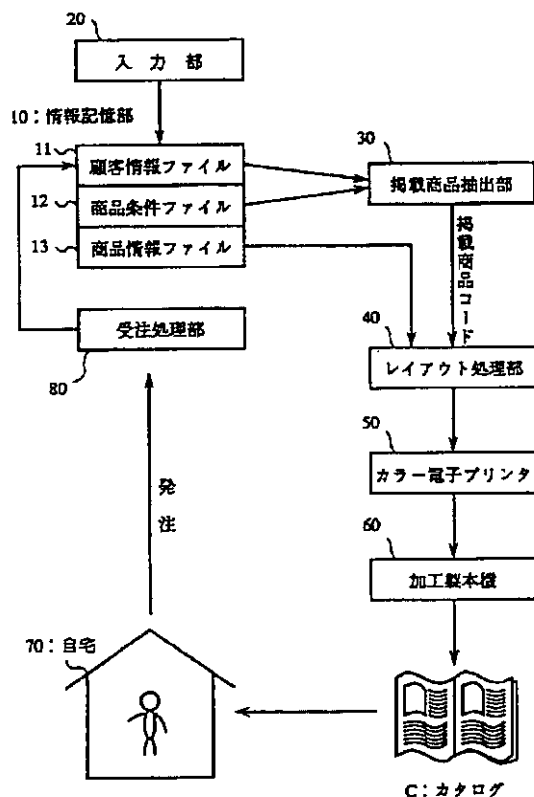 20
入力部
10：情報記憶部
11
顧客情報ファイル
12
商品条件ファイル
13
商品情報ファイル
30
掲載商品抽出部
掲載商品コード
受注処理部
80
40
レイアウト処理部
50
カラー電子プリンタ
発注
60
加工製本機
70：自宅
C：カタログ